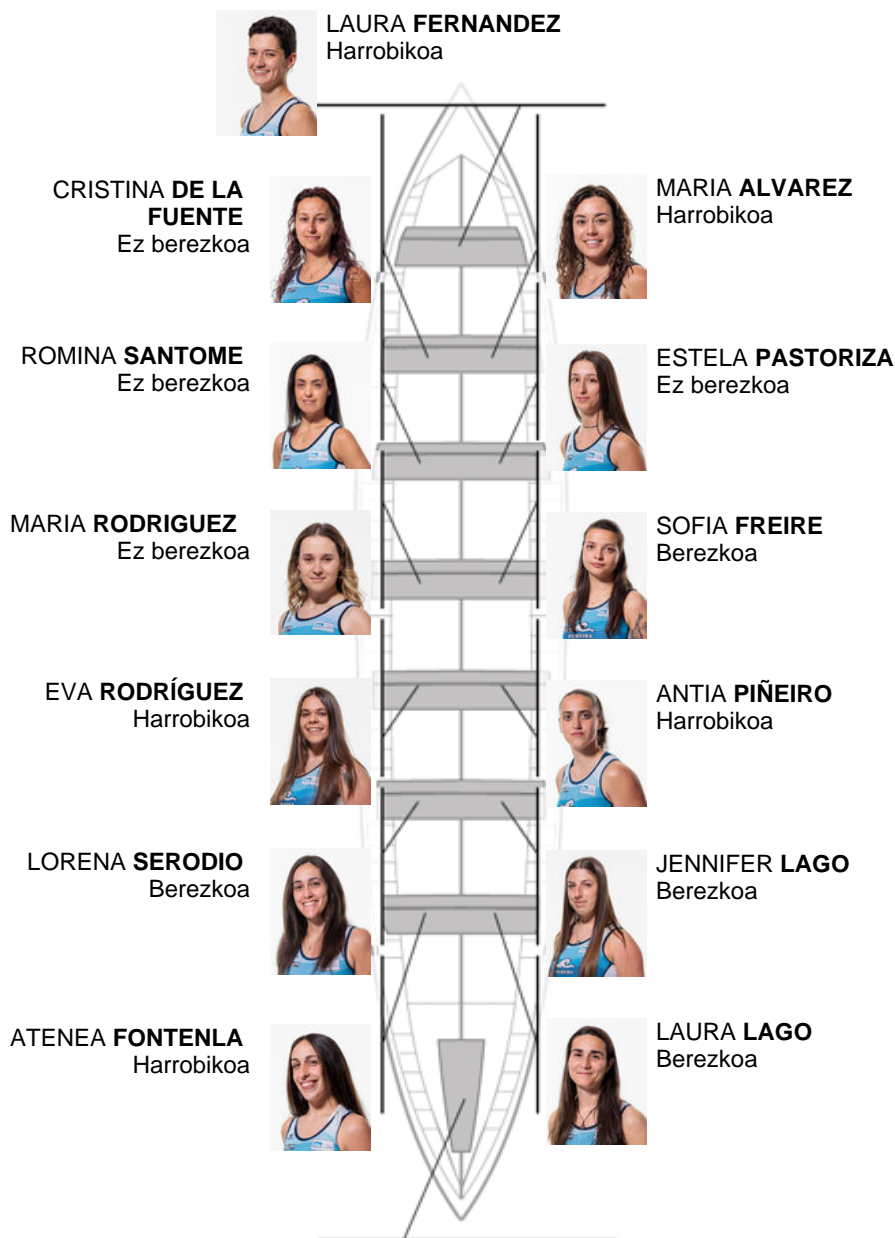 LAURA FERNANDEZ
Harrobikoa
CRISTINA DE LA
FUENTE
Ez berezkoa
MARIA ALVAREZ
Harrobikoa
ROMINA SANTOME
Ez berezkoa
ESTELA PASTORIZA
Ez berezkoa
MARIA RODRIGUEZ
Ez berezkoa
SOFIA FREIRE
Berezkoa
EVA RODRÍGUEZ
Harrobikoa
ANTIA PIÑEIRO
Harrobikoa
LORENA SERODIO
Berezkoa
JENNIFER LAGO
Berezkoa
ATENEA FONTENLA
Harrobikoa
LAURA LAGO
Berezkoa